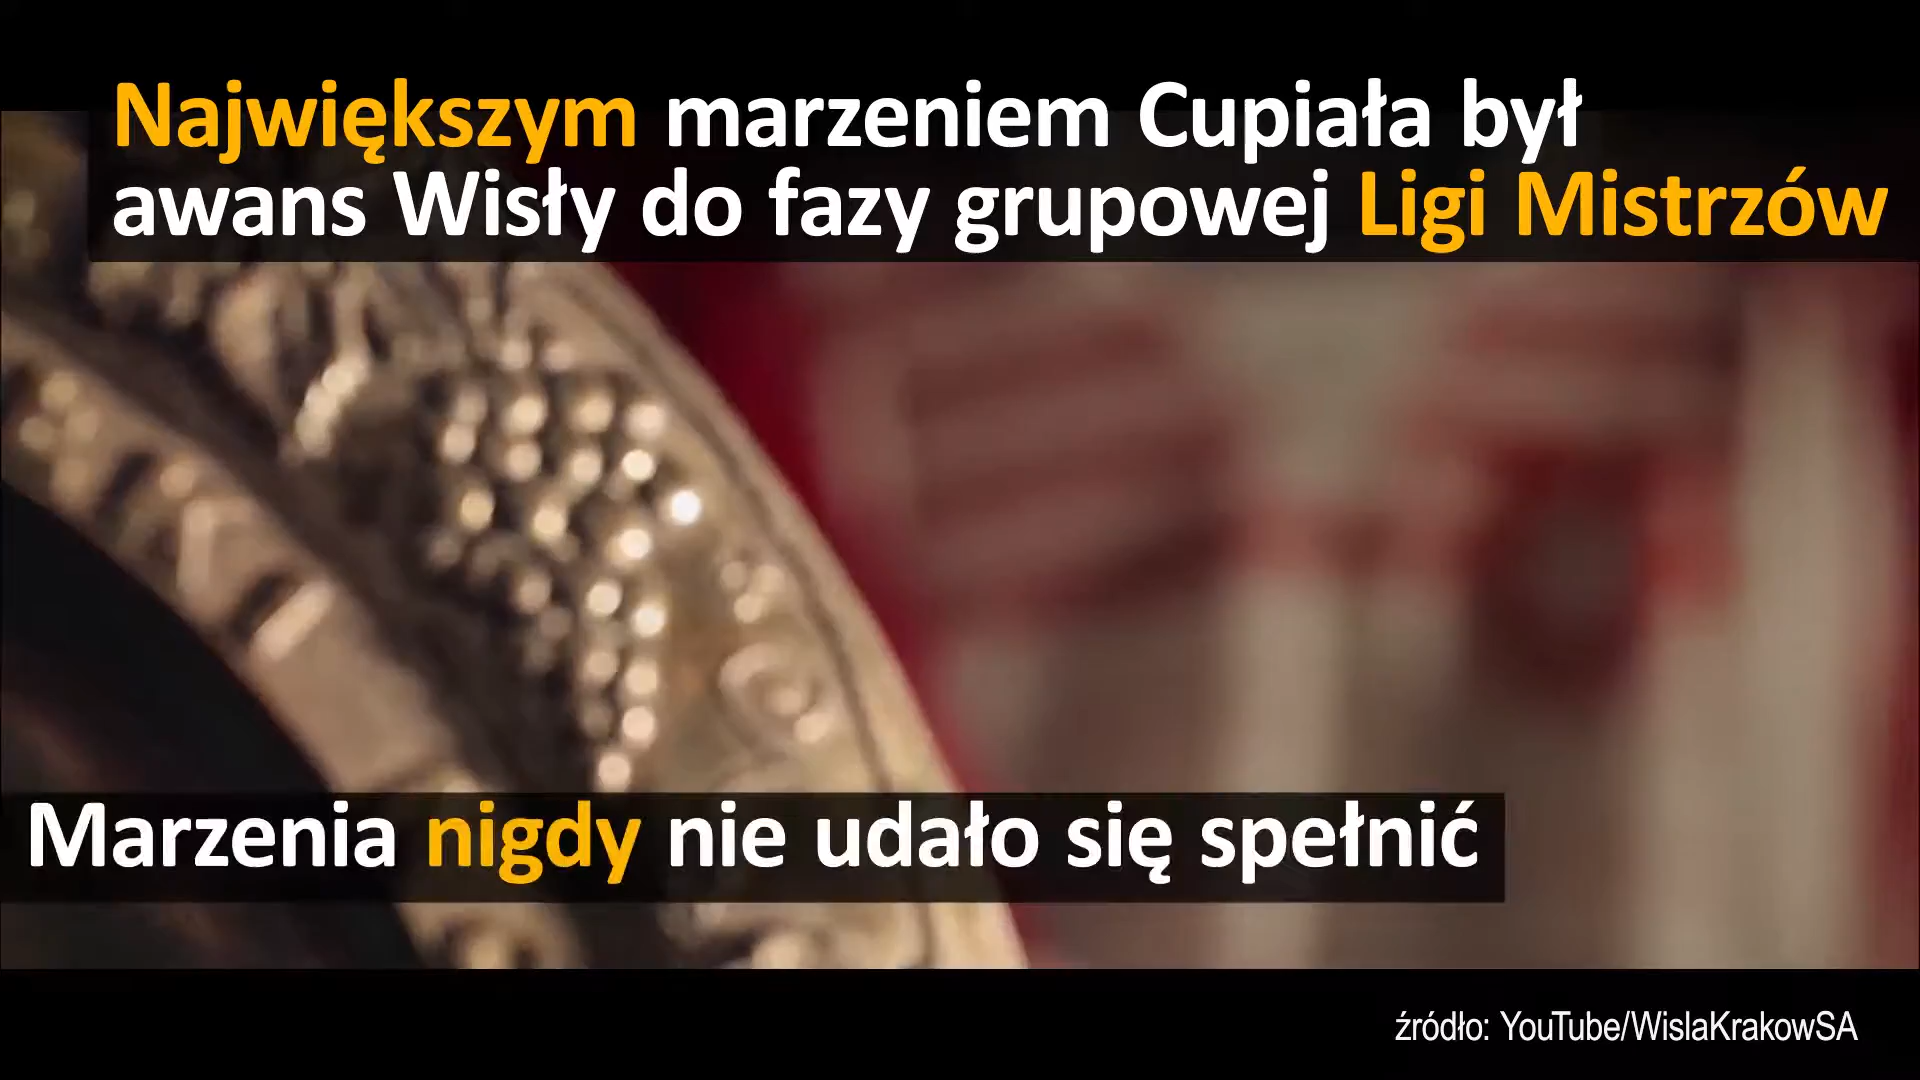 Największym marzeniem Cupiała był
awans Wisły do fazy grupowej Ligi Mistrzów
Marzenia nigdy nie udało się spełnić
źródło: YouTube/WislaKrakowSA